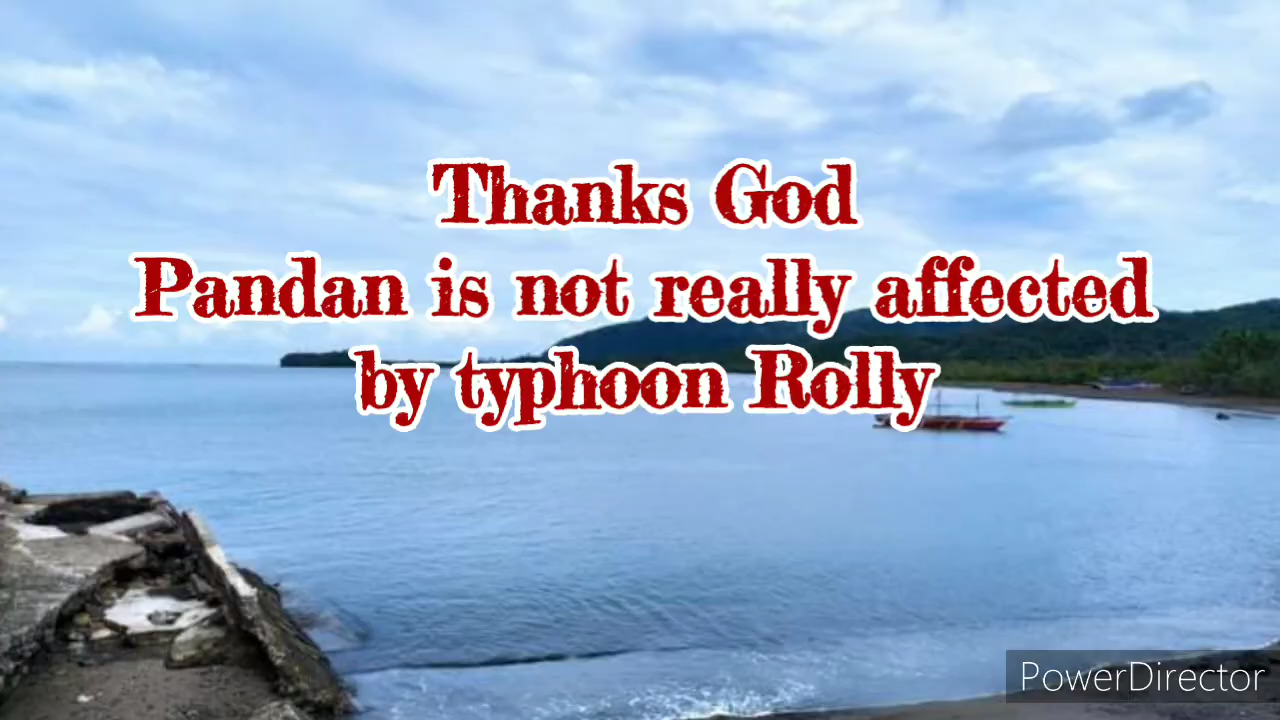 Thanks God
Pandan is not really affected
by typhoon Rolly
PowerDirector